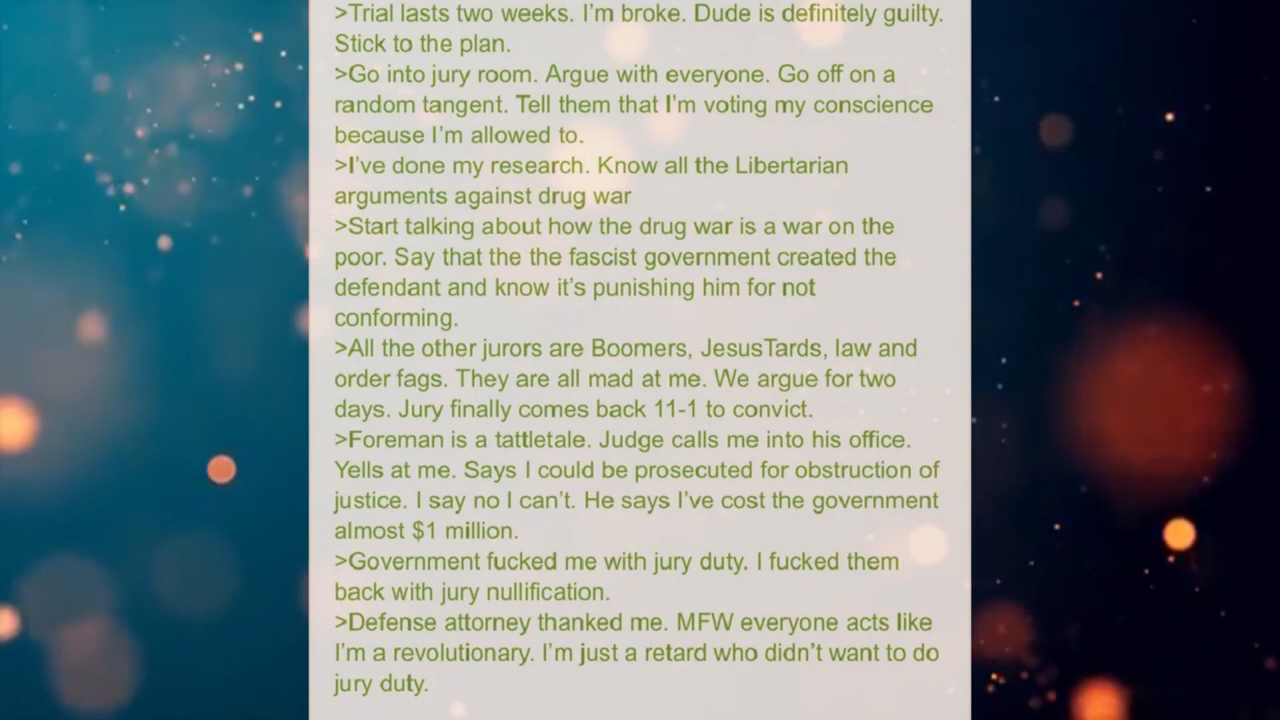 >Trial lasts two weeks. I'm broke. Dude is definitely guilty.
Stick to the plan.
>Go into jury room. Argue with everyone. Go off on a
random tangent. Tell them that I'm voting my conscience
because I'm allowed to.
>I've done my research. Know all the Libertarian
arguments against drug war
>Start talking about how the drug war is a war on the
poor. Say that the the fascist government created the
defendant and know it's punishing him for not
conforming.
>All the other jurors are Boomers, JesusTards, law and
order fags. They are all mad at me. We argue for two
days. Jury finally comes back 11-1 to convict.
>Foreman is a tattletale. Judge calls me into his office.
Yells at me. Says I could be prosecuted for obstruction of
justice. I say no I can't. He says I've cost the government
almost $1 million.
>Government fucked me with jury duty. I fucked them
back with jury nullification.
>Defense attorney thanked me. MFW everyone acts like
I'm a revolutionary. I'm just a retard who didn't want to do
jury duty.